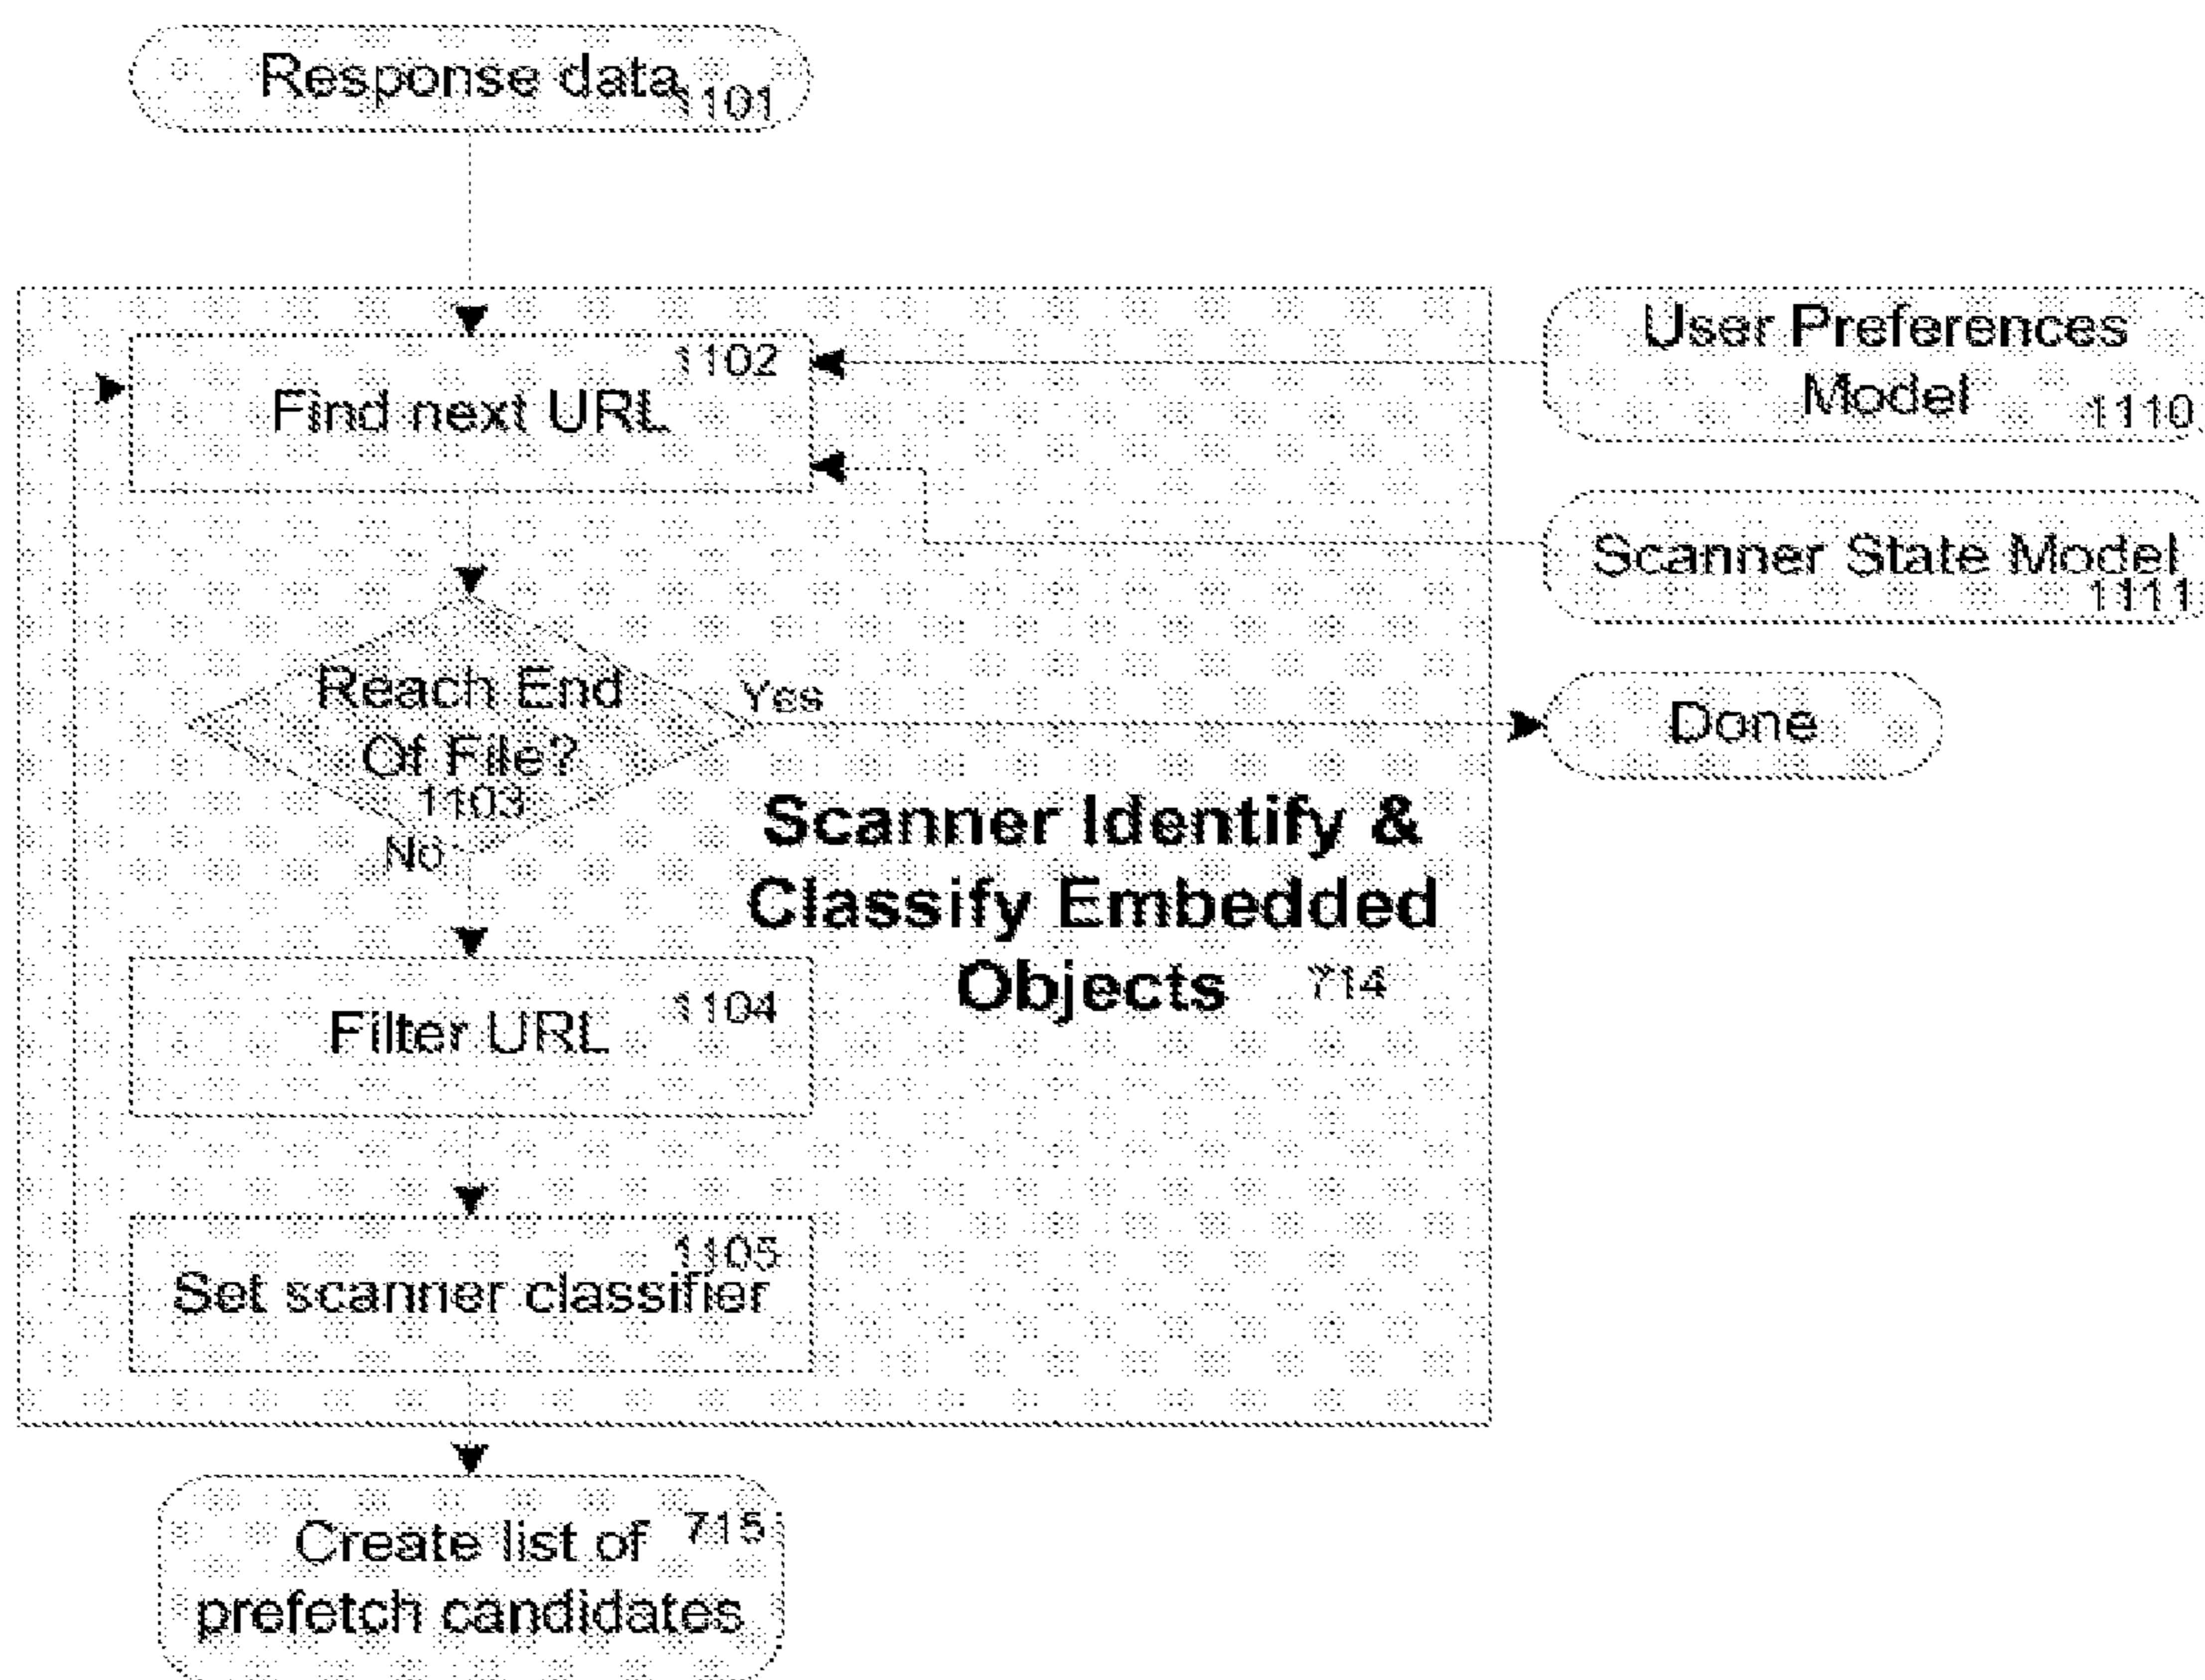 Response data
1101
1102
Find next URL
User Preferences
Model
1110
Scanner State Model
1111
Reach End
Of File?
1103
Yes
No
Done
Scanner Identify &
Classify Embedded
Objects 714
1104
Filter URL
1105
Set scanner classifier
Create list of 715
prefetch candidates